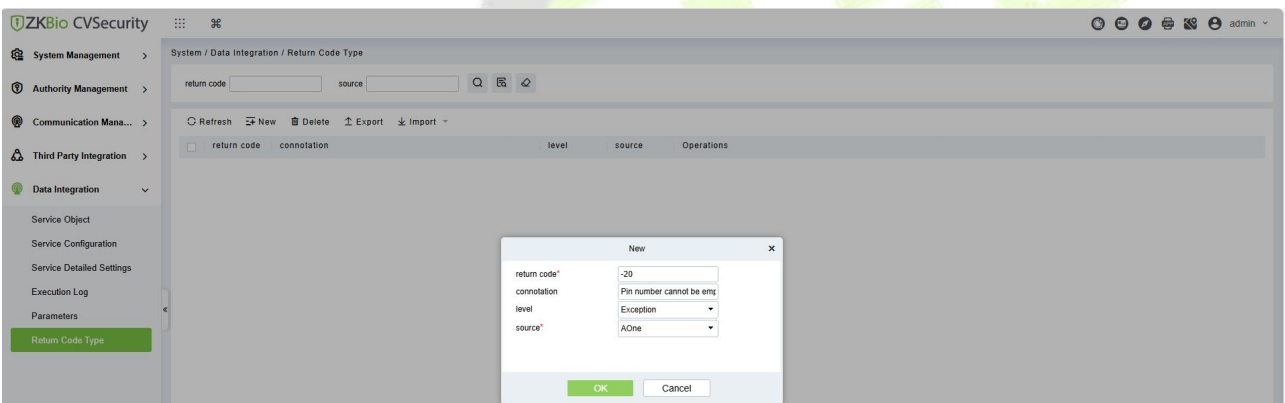 ZKBio CVSecurity
admin
System Management
System / Data Integration / Return Code Type
Authority Management
return code
source
Communication Mana...
Refresh New Delete Export Import
return code connotation level source Operations
Third Party Integration
Data Integration
Service Object
Service Configuration
Service Detailed Settings
Execution Log
Parameters
Return Code Type
New
return code* -20
connotation Pin number cannot be emp
level Exception
source* AOne
OK Cancel